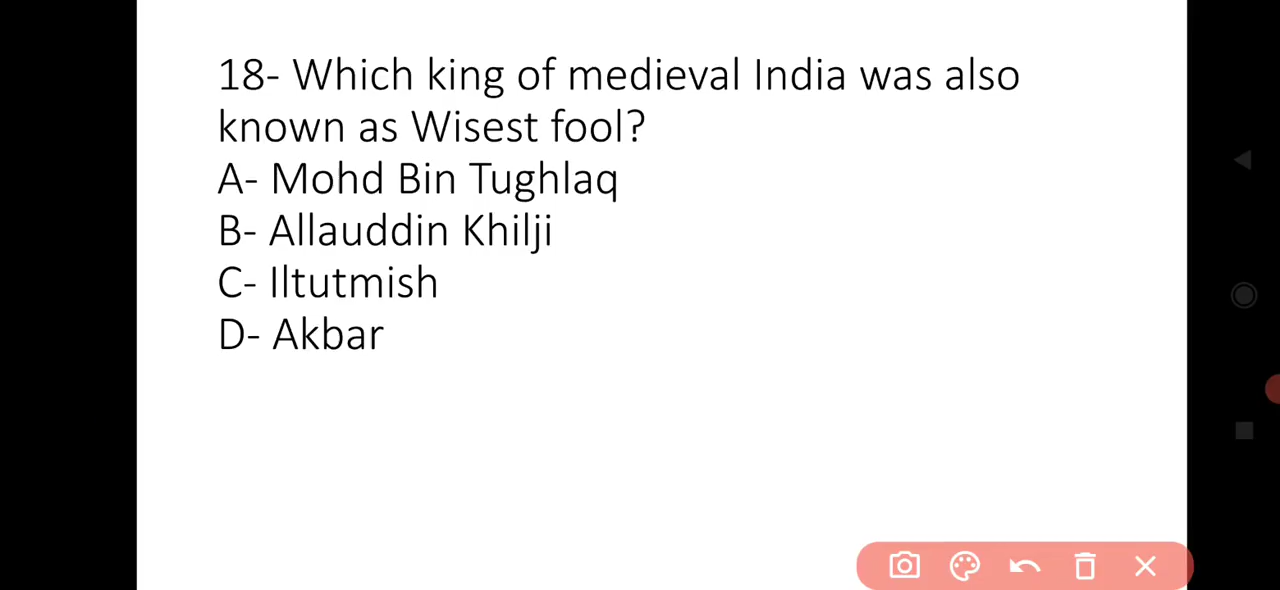 18- Which king of medieval India was also
known as Wisest fool?
A- Mohd Bin Tughlaq
B- Allauddin Khilji
C- Iltutmish
D- Akbar